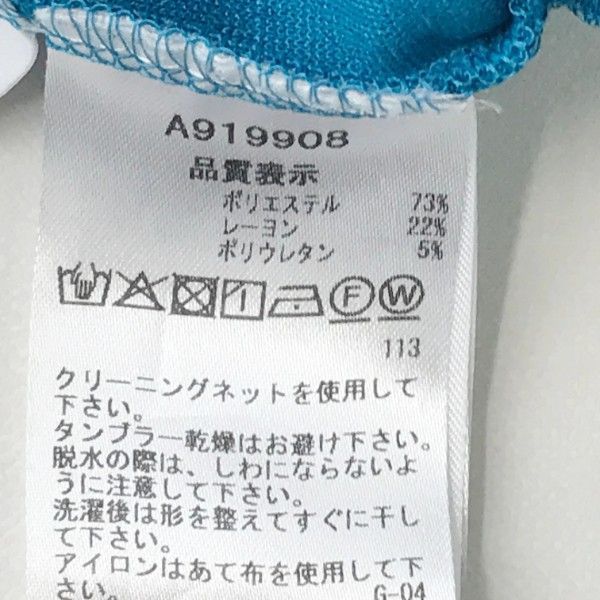 A919908
品質表示
ポリエステル 73%
レーヨン 22%
ポリウレタン 5%
F W
113
クリーニングネットを使用して
下さい。
タンブラー乾燥はお避け下さい。
脱水の際は、しわにならないよ
うに注意して下さい。
洗濯後は形を整えてすぐに干し
て下さい。
アイロンはあて布を使用して下
さい。 G-04